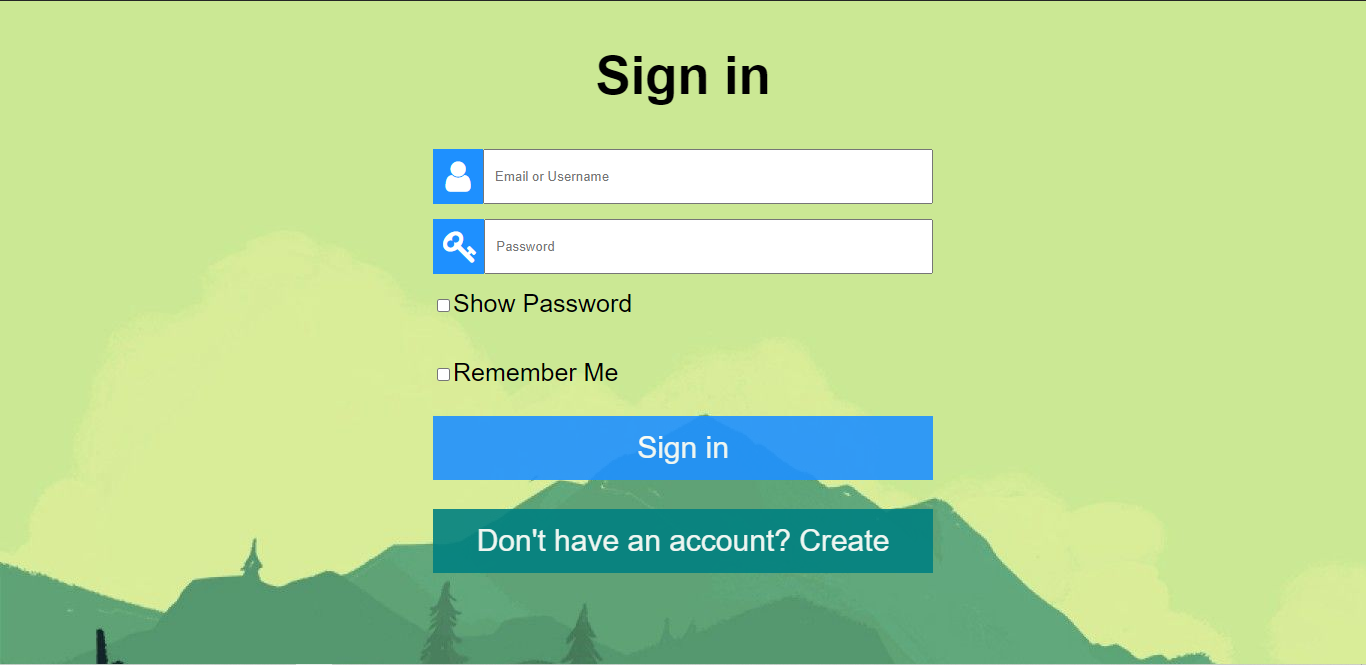 Sign in
Email or Username
Password
Show Password
Remember Me
Sign in
Don't have an account? Create